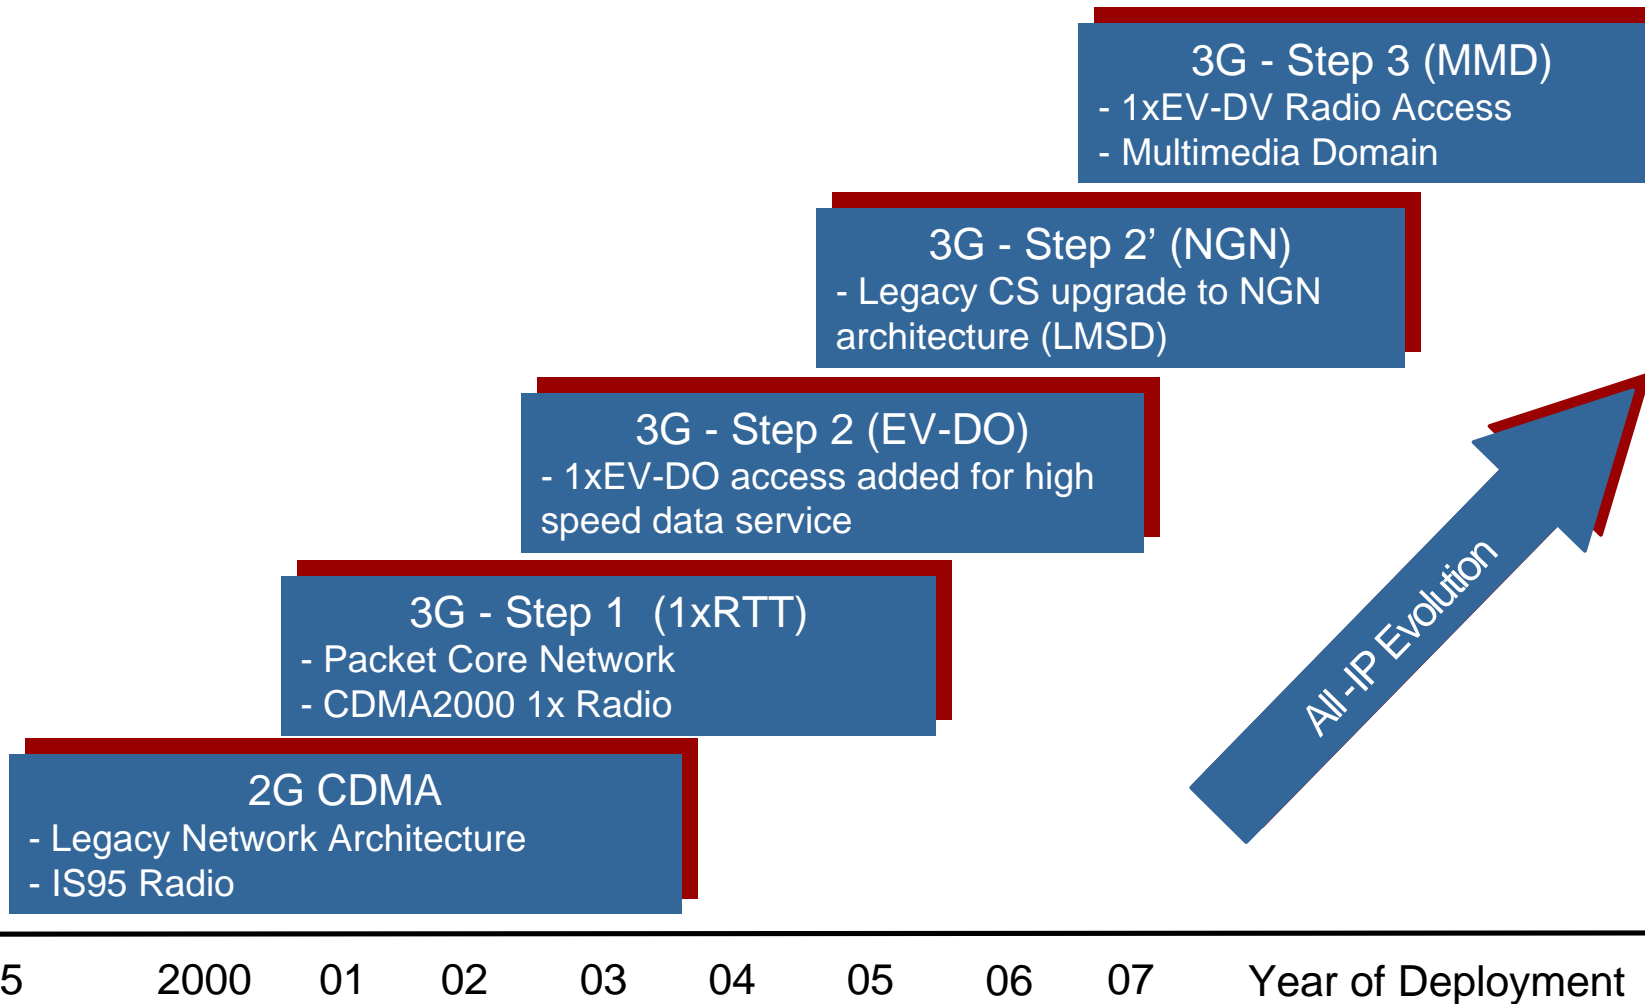 3G - Step 3 (MMD)
- 1xEV-DV Radio Access
- Multimedia Domain
3G - Step 2’ (NGN)
- Legacy CS upgrade to NGN
architecture (LMSD)
3G - Step 2 (EV-DO)
- 1xEV-DO access added for high
speed data service
3G - Step 1 (1xRTT)
- Packet Core Network
- CDMA2000 1x Radio
All-IP Evolution
2G CDMA
- Legacy Network Architecture
- IS95 Radio
5 2000 01 02 03 04 05 06 07 Year of Deployment